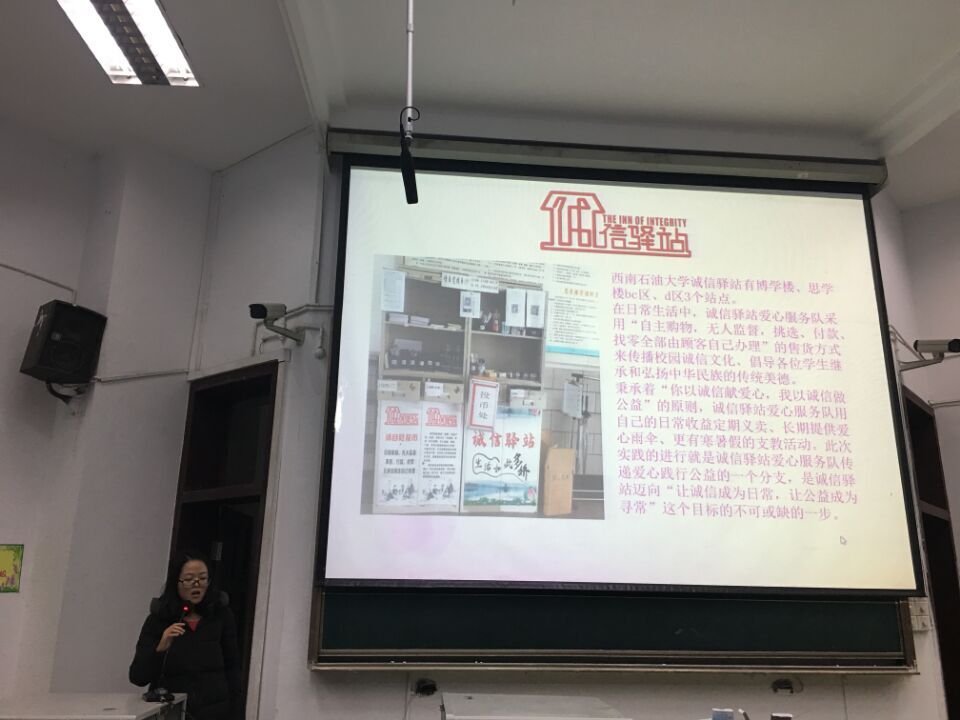 THE INN OF INTEGRITY
诚信驿站
西南石油大学诚信驿站有博学楼、思学
楼bc区、d区3个站点。
在日常生活中，诚信驿站爱心服务队采
用“自主购物，无人监督，挑选、付款、
找零全部由顾客自己办理”的售货方式
来传播校园诚信文化、倡导各位学生继
承和弘扬中华民族的传统美德。
秉承着“你以诚信献爱心，我以诚信做
公益”的原则，诚信驿站爱心服务队用
自己的日常收益定期义卖、长期提供爱
心雨伞、更有寒暑假的支教活动。此次
实践的进行就是诚信驿站爱心服务队传
递爱心践行公益的一个分支，是诚信驿
站迈向“让诚信成为日常，让公益成为
寻常”这个目标的不可或缺的一步。
投币处
诚信驿站
生活如此多娇